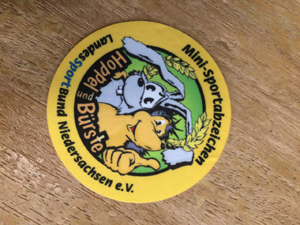 Mini-Sportabzeichen
Hoppel
und
Bürste
LandesSportBund Niedersachsen e.V.